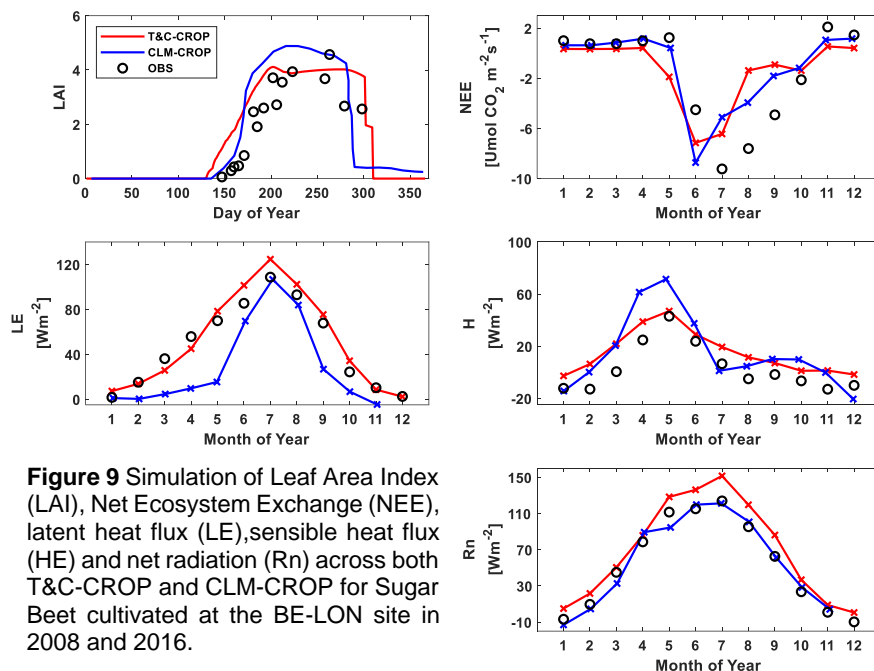 6
4
2
0
LAI
T&C-CROP
CLM-CROP
OBS
0 50 100 150 200 250 300 350
Day of Year
2
-2
-6
-10
NEE
[Umol CO2 m-2s-1]
1 2 3 4 5 6 7 8 9 10 11 12
Month of Year
120
80
40
0
LE
[Wm-2]
1 2 3 4 5 6 7 8 9 10 11 12
Month of Year
100
60
20
-20
H
[Wm-2]
1 2 3 4 5 6 7 8 9 10 11 12
Month of Year
Figure 9 Simulation of Leaf Area Index
(LAI), Net Ecosystem Exchange (NEE),
latent heat flux (LE),sensible heat flux
(HE) and net radiation (Rn) across both
T&C-CROP and CLM-CROP for Sugar
Beet cultivated at the BE-LON site in
2008 and 2016.
150
110
70
30
-10
Rn
[Wm-2]
1 2 3 4 5 6 7 8 9 10 11 12
Month of Year